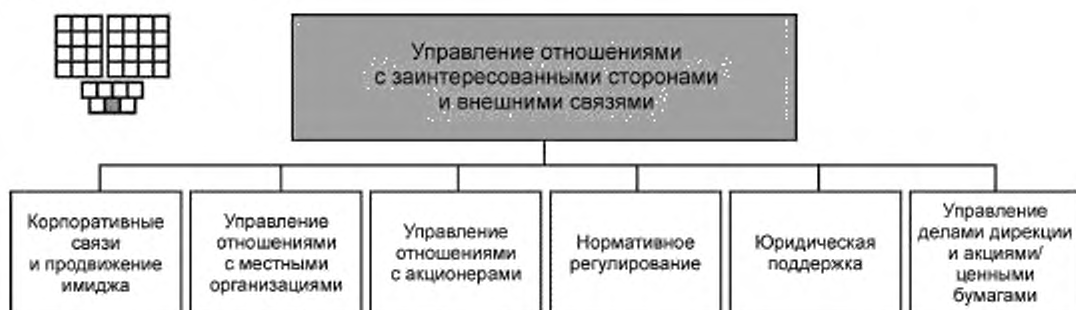 Управление отношениями
с заинтересованными сторонами
и внешними связями
Корпоративные
связи
и продвижение
имиджа
Управление
отношениями
с местными
организациями
Управление
отношениями
с акционерами
Нормативное
регулирование
Юридическая
поддержка
Управление
делами дирекции
и акциями/
ценными
бумагами